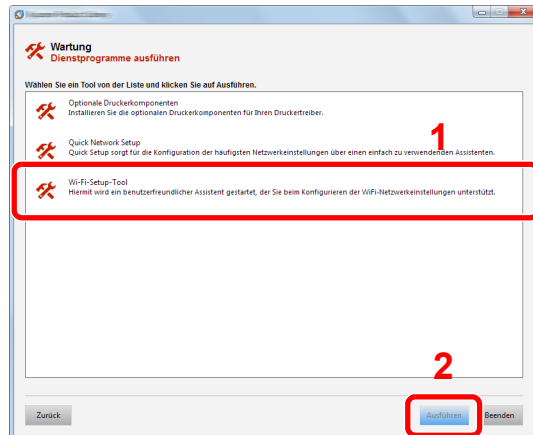 Wartung
Dienstprogramme ausführen
Wählen Sie ein Tool von der Liste und klicken Sie auf Ausführen.
Optionale Druckerkomponenten
Installieren Sie die optionalen Druckerkomponenten für Ihren Druckertreiber.
1
Quick Network Setup
Quick Setup sorgt für die Konfiguration der häufigsten Netzwerkeinstellungen über einen einfach zu verwendenden Assistenten.
Wi-Fi-Setup-Tool
Hiermit wird ein benutzerfreundlicher Assistent gestartet, der Sie beim Konfigurieren der WiFi-Netzwerkeinstellungen unterstützt.
2
Zurück
Ausführen
Beenden